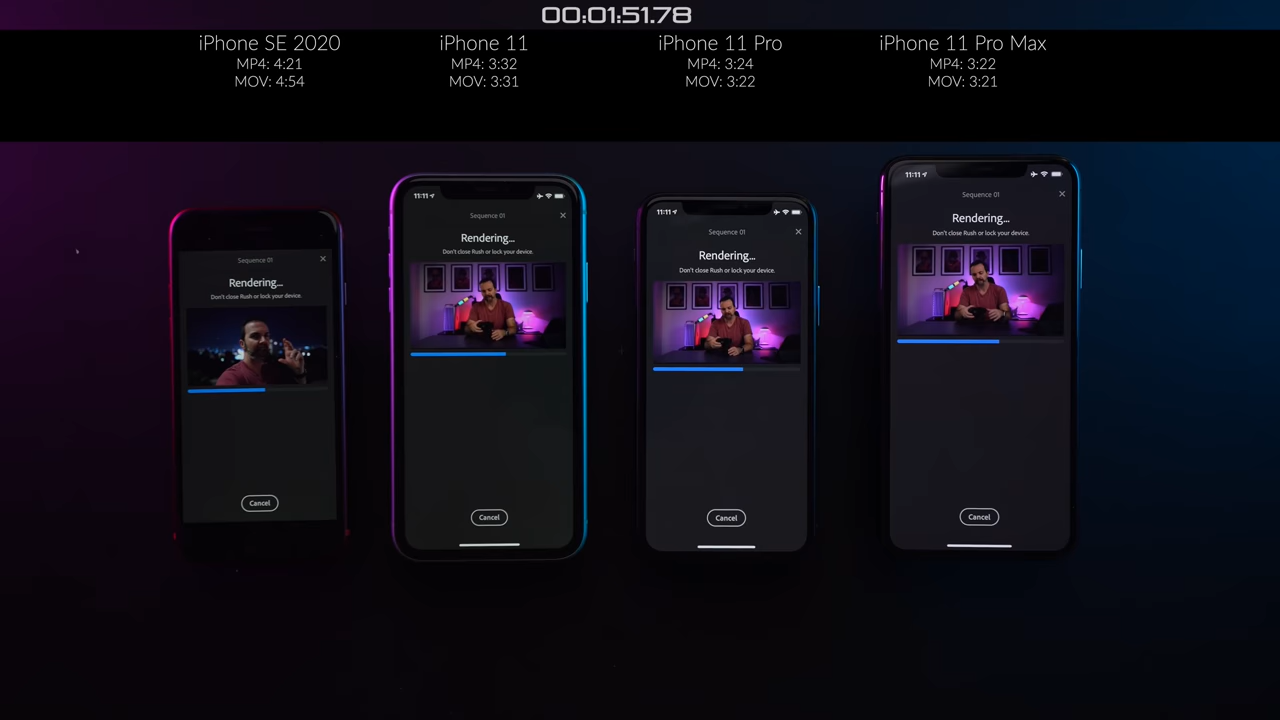 00:01:51.78
iPhone SE 2020
MP4: 4:21
MOV: 4:54
iPhone 11
MP4: 3:32
MOV: 3:31
iPhone 11 Pro
MP4: 3:24
MOV: 3:22
iPhone 11 Pro Max
MP4: 3:22
MOV: 3:21
Sequence 01
Rendering...
Don't close Rush or lock your device.
Cancel
11:11
Sequence 01
Rendering...
Don't close Rush or lock your device.
Cancel
11:11
Sequence 01
Rendering...
Don't close Rush or lock your device.
Cancel
11:11
Sequence 01
Rendering...
Don't close Rush or lock your device.
Cancel